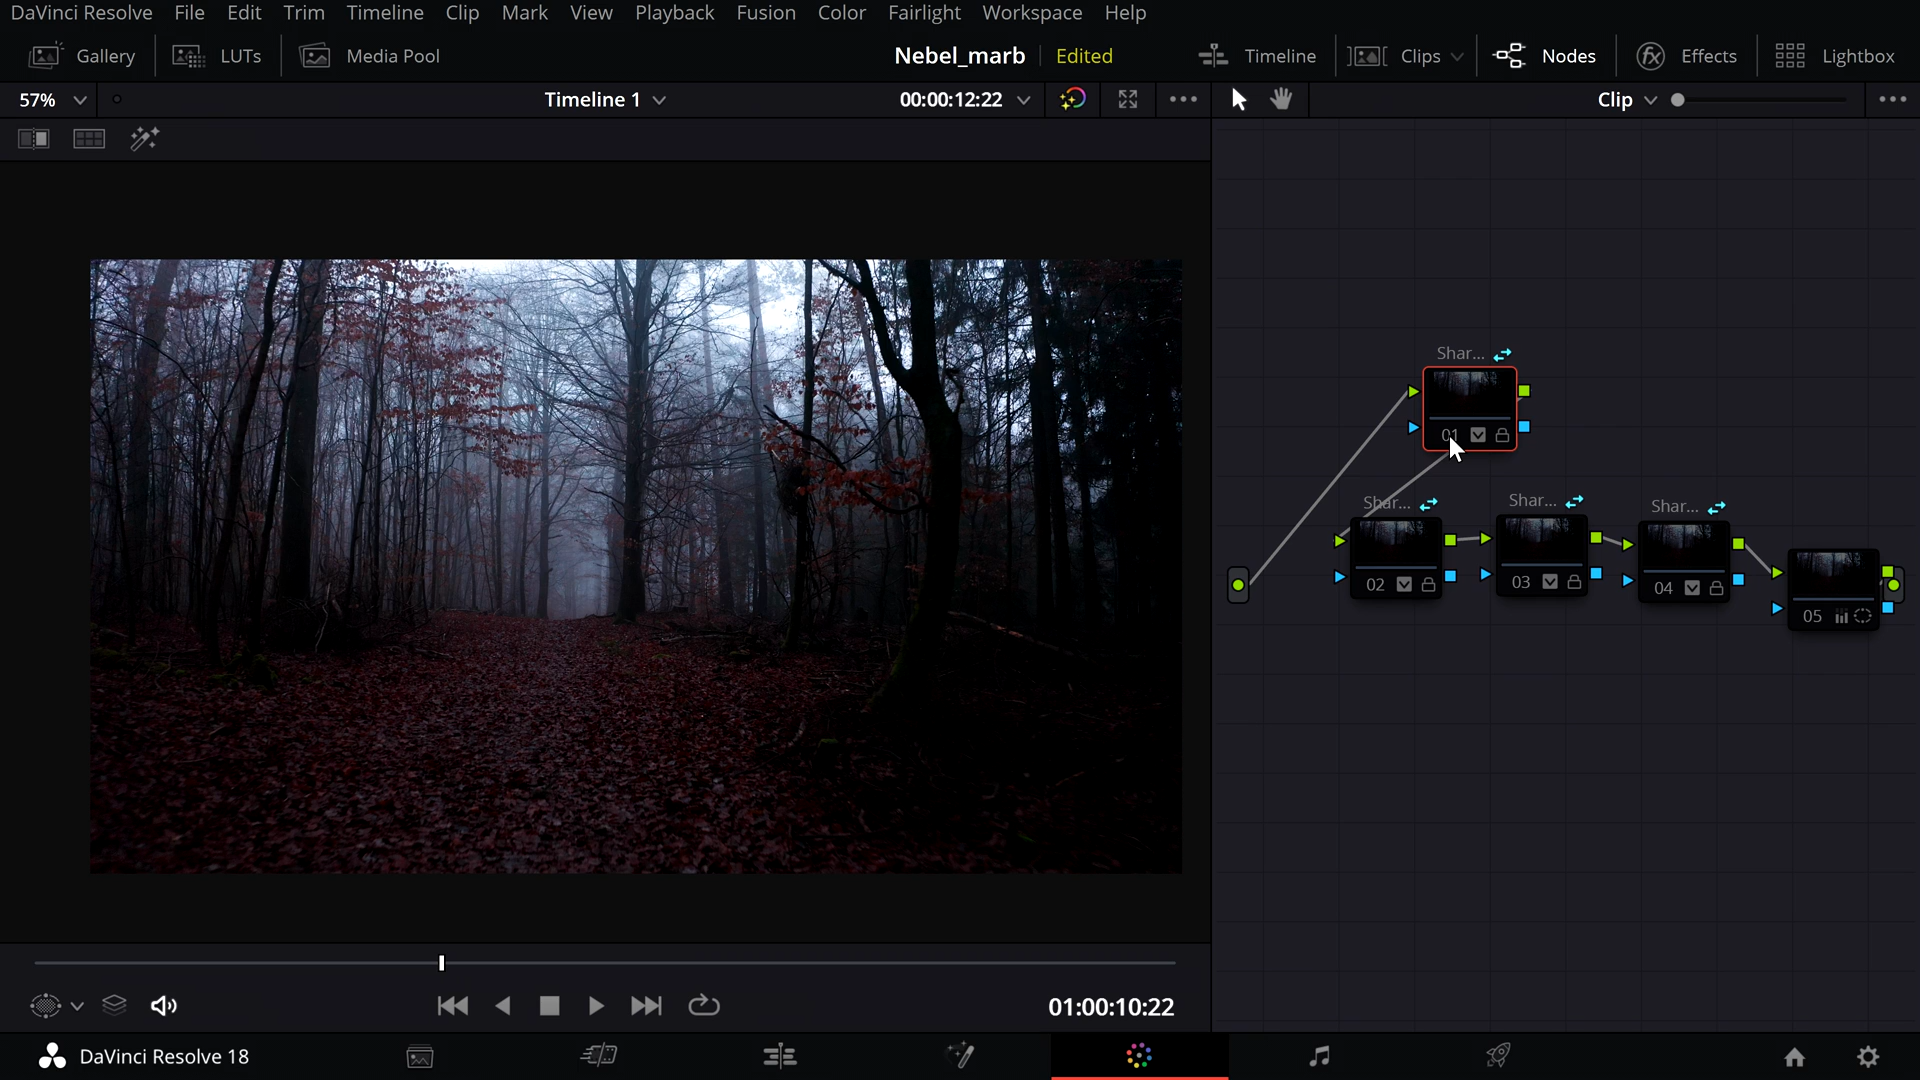 DaVinci Resolve File Edit Trim Timeline Clip Mark View Playback Fusion Color Fairlight Workspace Help
Gallery LUTs Media Pool Nebel_marb Edited Timeline Clips Nodes Effects Lightbox
57% Timeline 1 00:00:12:22 Clip
Shar...
01
Shar... Shar... Shar...
02 03 04 05
01:00:10:22
DaVinci Resolve 18